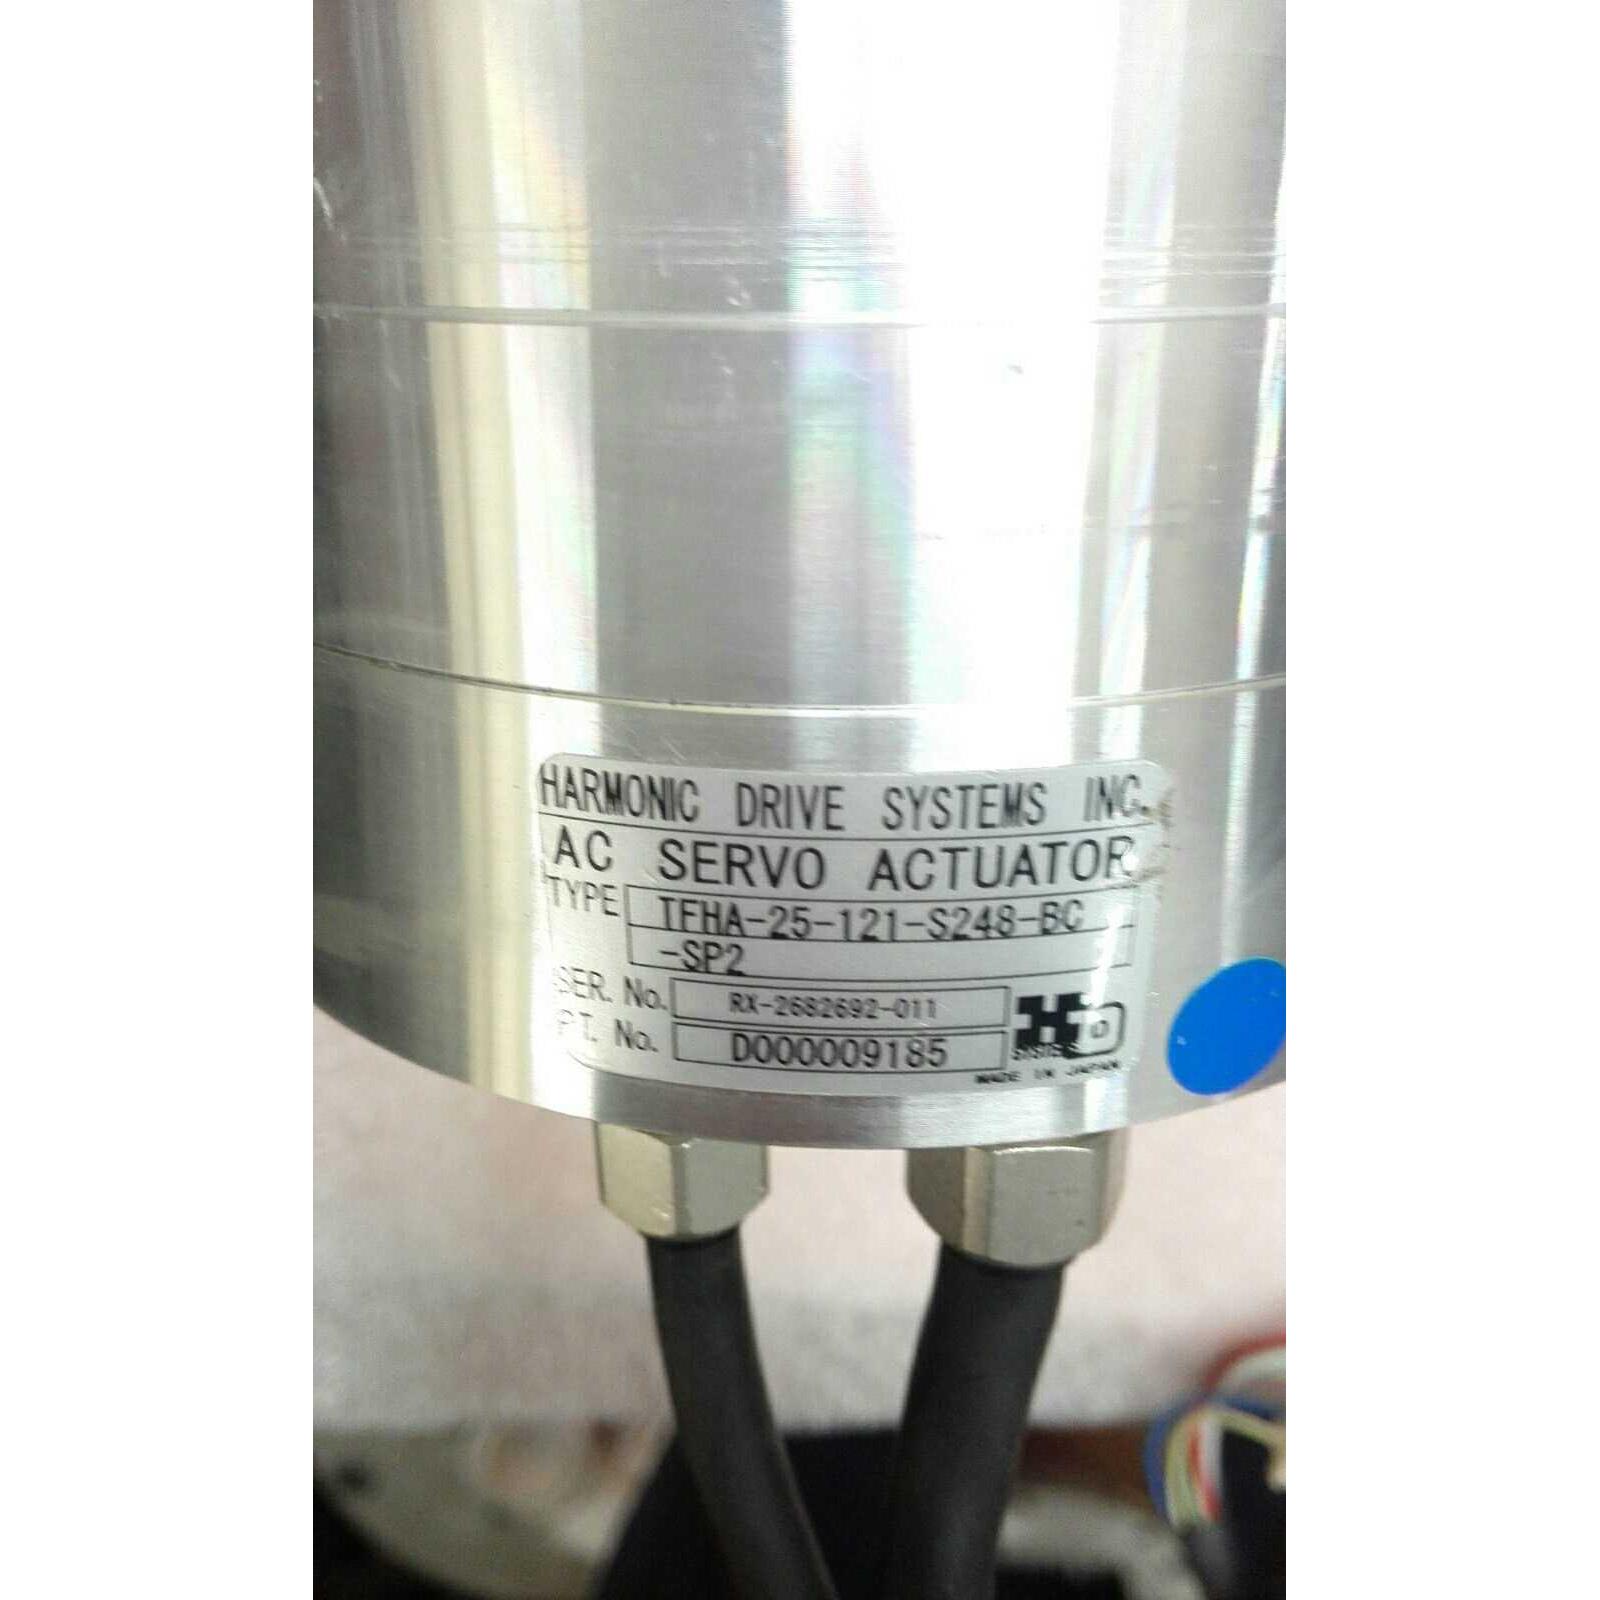 HARMONIC DRIVE SYSTEMS INC.
AC SERVO ACTUATOR
TYPE TFHA-25-121-S248-BC
-SP2
SER. No. RX-2682692-011
PT. No. D000009185
SYSTEMS
MADE IN JAPAN